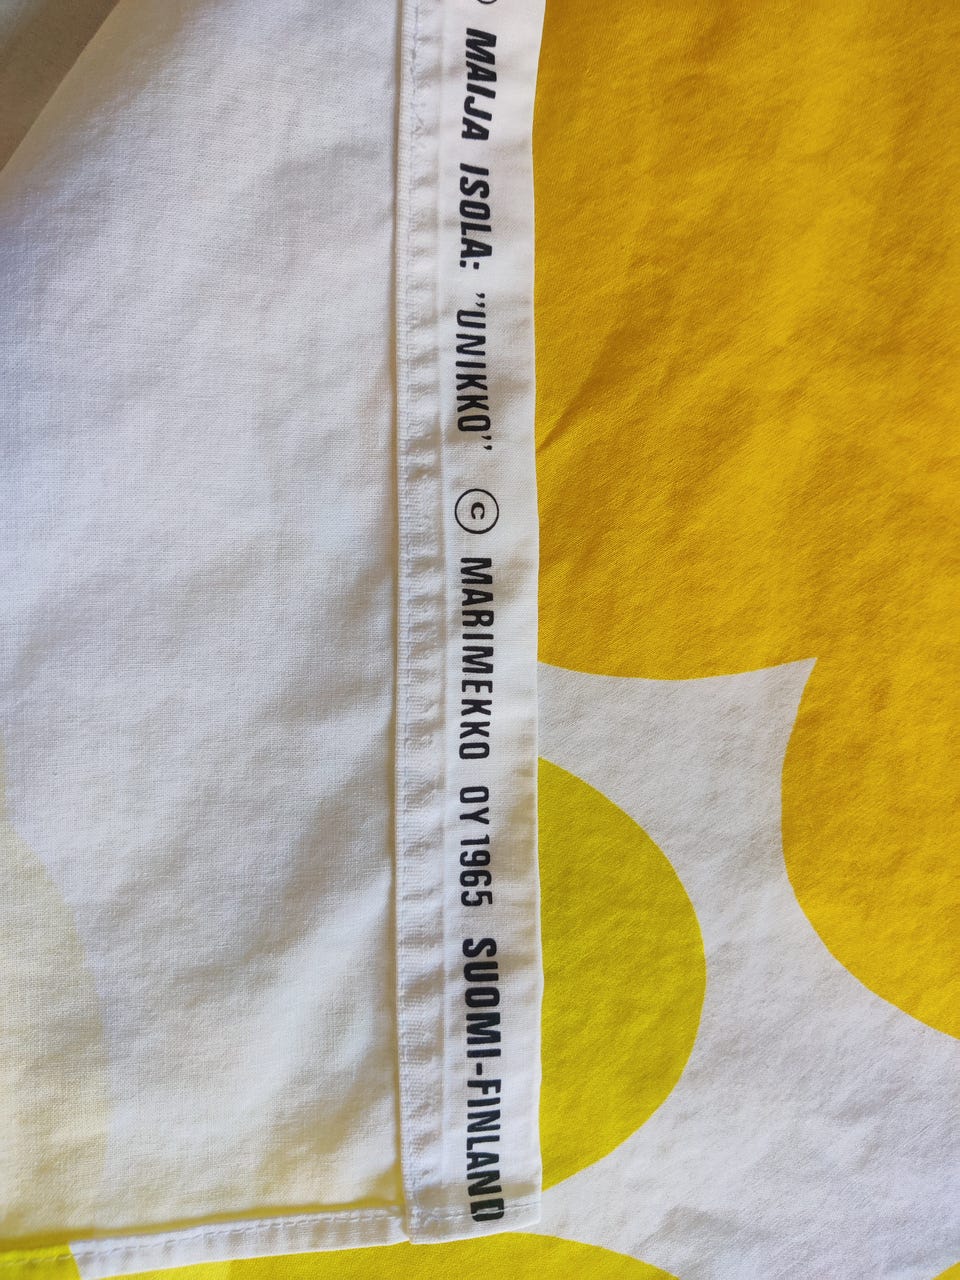 MAIJA ISOLA: ”UNIKKO” © MARIMEKKO OY 1965 SUOMI-FINLAND